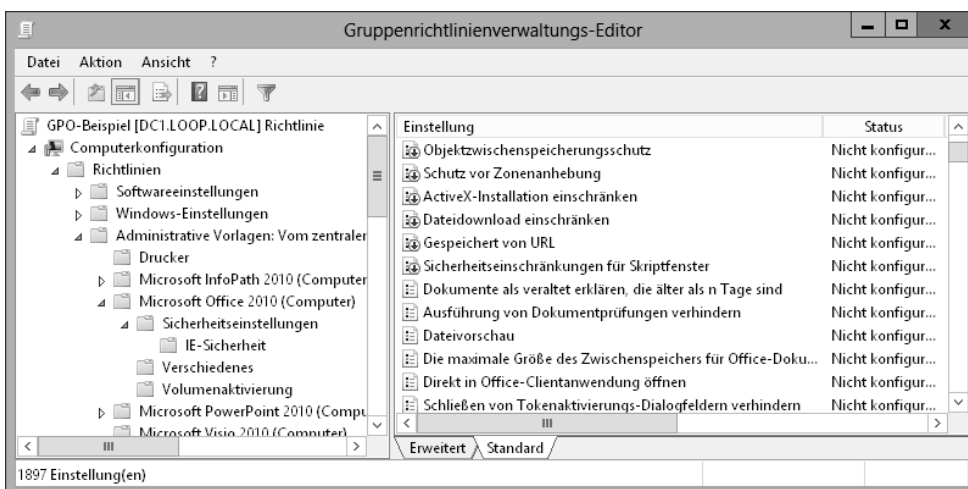 Gruppenrichtlinienverwaltungs-Editor
Datei Aktion Ansicht ?
GPO-Beispiel [DC1.LOOP.LOCAL] Richtlinie
Computerkonfiguration
Richtlinien
Softwareeinstellungen
Windows-Einstellungen
Administrative Vorlagen: Vom zentraler
Drucker
Microsoft InfoPath 2010 (Computer
Microsoft Office 2010 (Computer)
Sicherheitseinstellungen
IE-Sicherheit
Verschiedenes
Volumenaktivierung
Microsoft PowerPoint 2010 (Compu
Microsoft Visio 2010 (Computer)
Einstellung Status
Objektzwischenspeicherungsschutz Nicht konfigur...
Schutz vor Zonenanhebung Nicht konfigur...
ActiveX-Installation einschränken Nicht konfigur...
Dateidownload einschränken Nicht konfigur...
Gespeichert von URL Nicht konfigur...
Sicherheitseinschränkungen für Skriptfenster Nicht konfigur...
Dokumente als veraltet erklären, die älter als n Tage sind Nicht konfigur...
Ausführung von Dokumentprüfungen verhindern Nicht konfigur...
Dateivorschau Nicht konfigur...
Die maximale Größe des Zwischenspeichers für Office-Doku... Nicht konfigur...
Direkt in Office-Clientanwendung öffnen Nicht konfigur...
Schließen von Tokenaktivierungs-Dialogfeldern verhindern Nicht konfigur...
Erweitert Standard
1897 Einstellung(en)